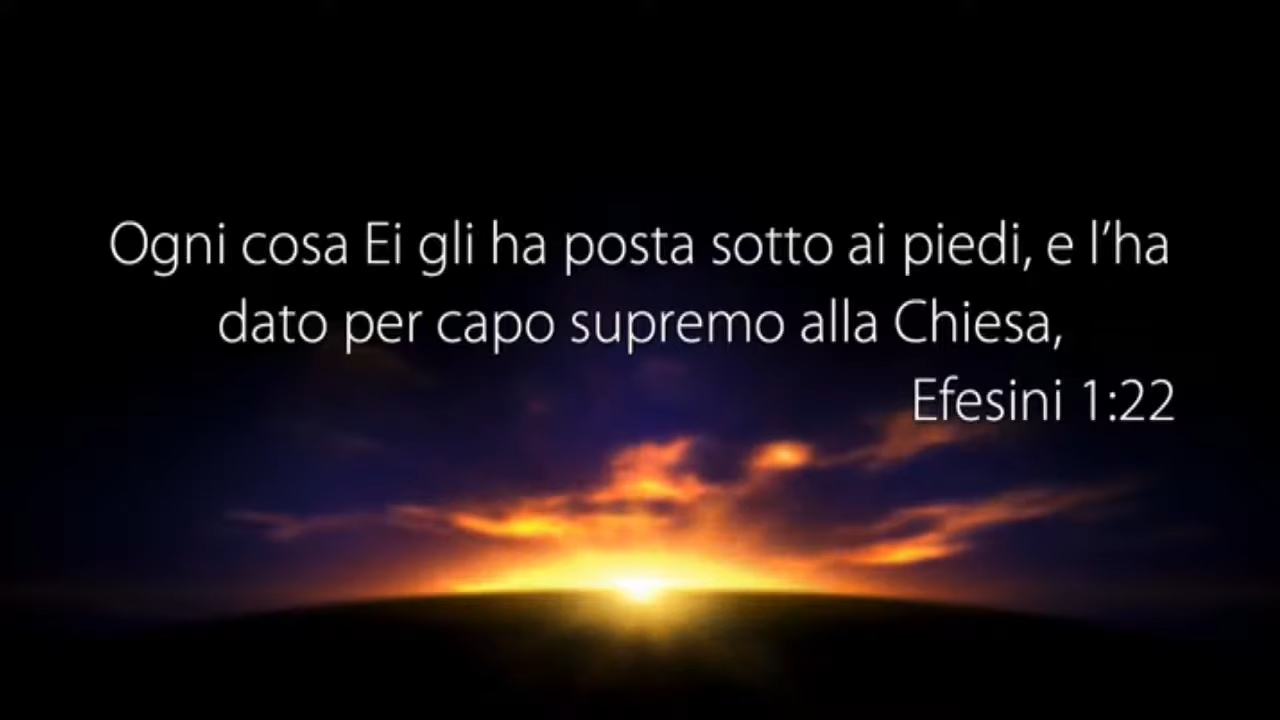 Ogni cosa Ei gli ha posta sotto ai piedi, e l’ha
dato per capo supremo alla Chiesa,
Efesini 1:22